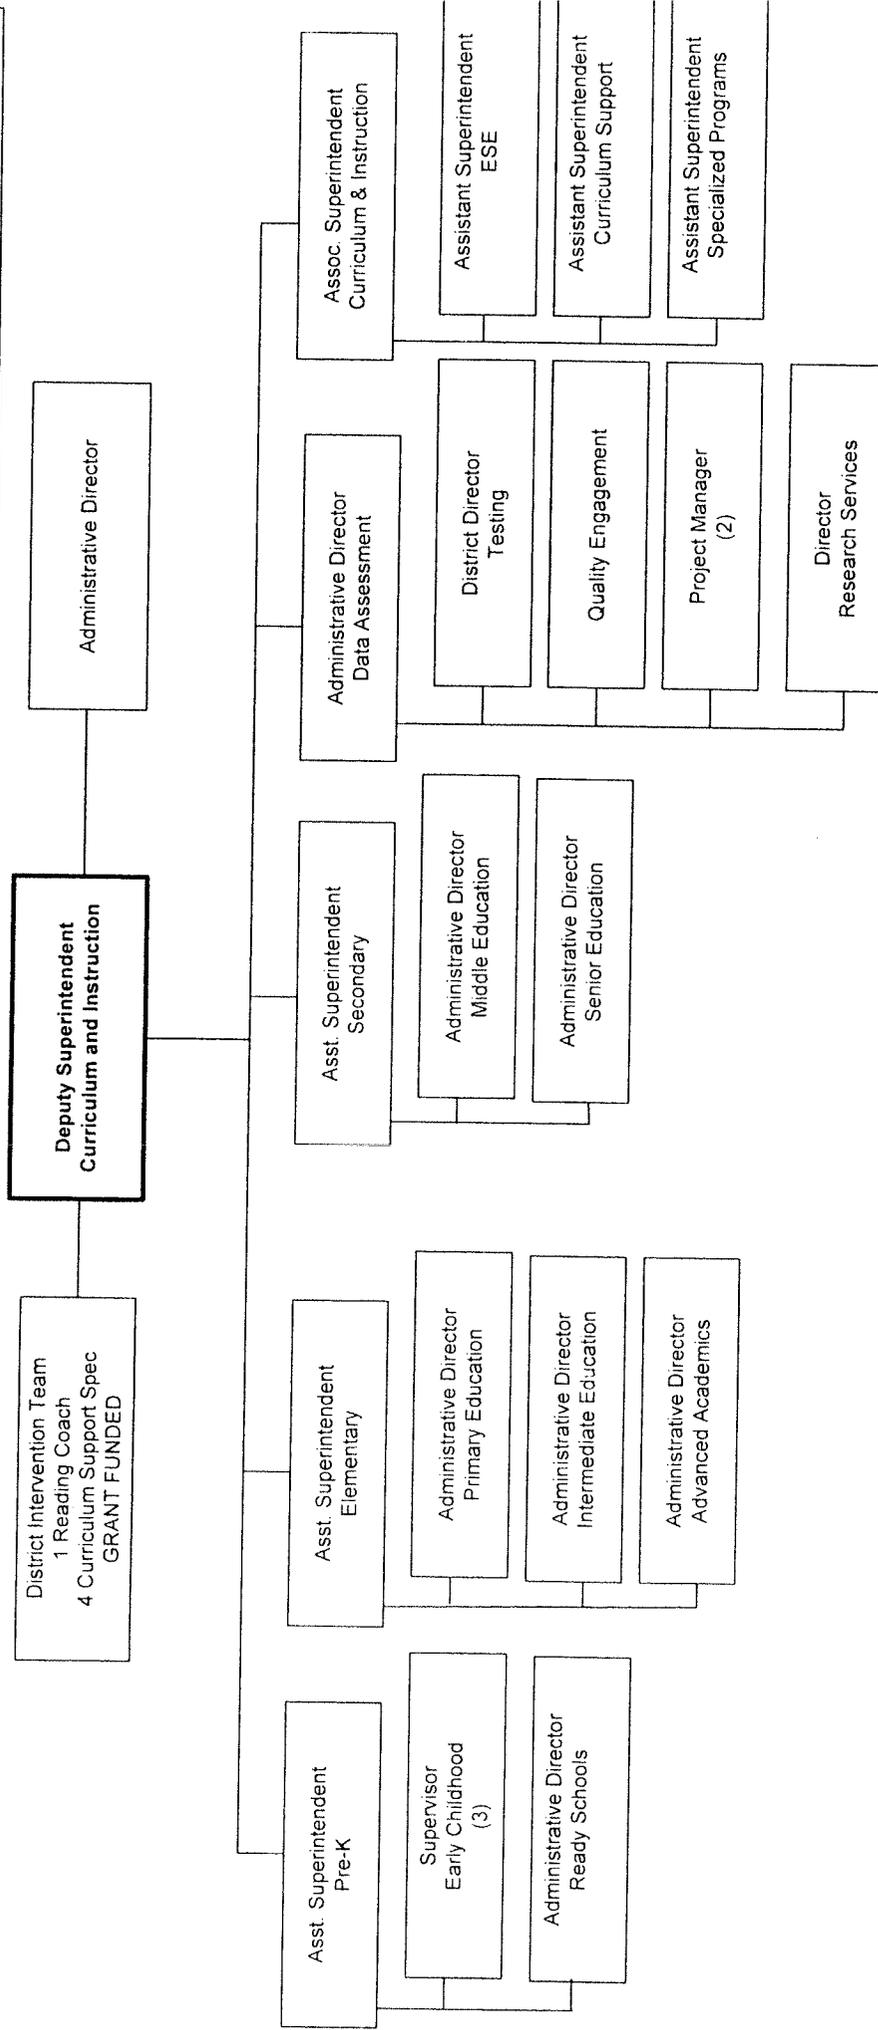 Deputy Superintendent
Curriculum and Instruction
District Intervention Team
1 Reading Coach
4 Curriculum Support Spec
GRANT FUNDED
Administrative Director
Asst. Superintendent
Pre-K
Supervisor
Early Childhood
(3)
Administrative Director
Ready Schools
Asst. Superintendent
Elementary
Administrative Director
Primary Education
Administrative Director
Intermediate Education
Administrative Director
Advanced Academics
Asst. Superintendent
Secondary
Administrative Director
Middle Education
Administrative Director
Senior Education
Administrative Director
Data Assessment
District Director
Testing
Quality Engagement
Project Manager
(2)
Director
Research Services
Assoc. Superintendent
Curriculum & Instruction
Assistant Superintendent
ESE
Assistant Superintendent
Curriculum Support
Assistant Superintendent
Specialized Programs